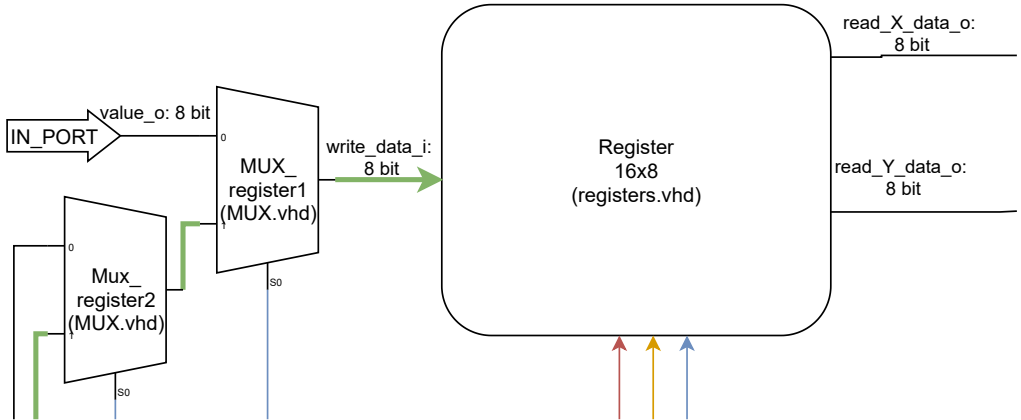 read_X_data_o:
8 bit
value_o: 8 bit
IN_PORT
0
MUX_
register1
(MUX.vhd)
1
S0
write_data_i:
8 bit
Register
16x8
(registers.vhd)
read_Y_data_o:
8 bit
0
Mux_
register2
(MUX.vhd)
1
S0